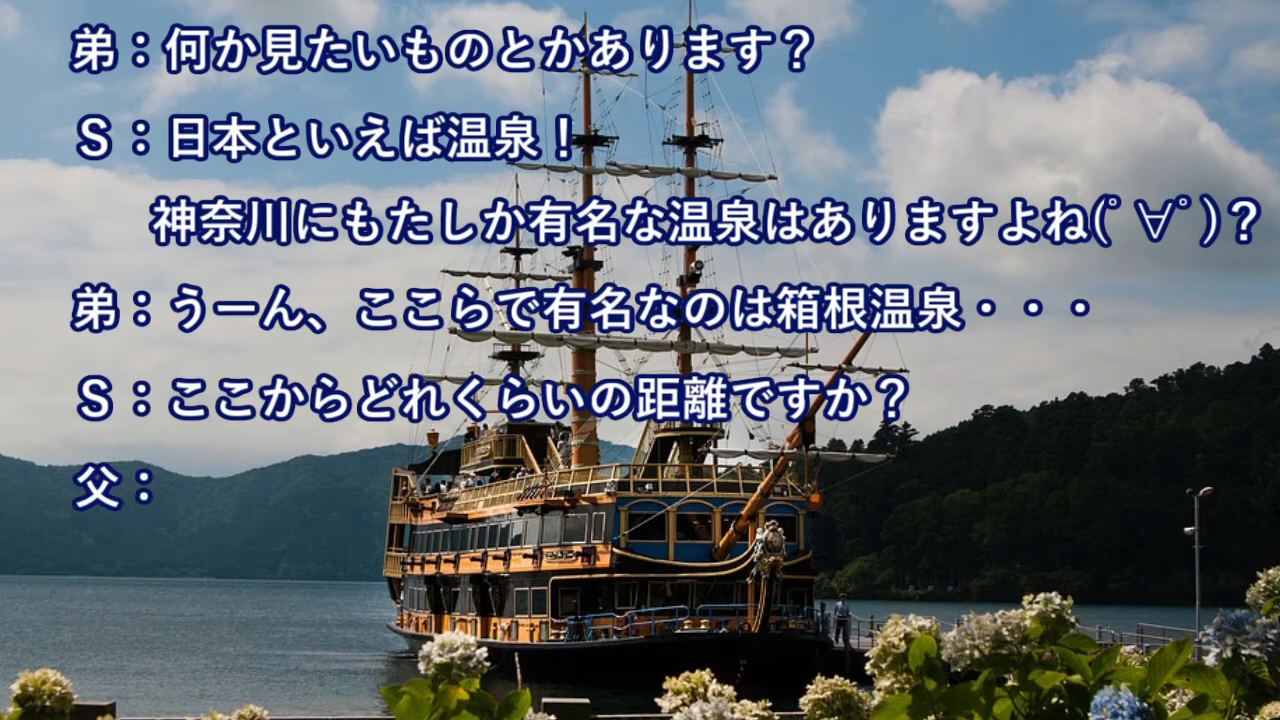 弟：何か見たいものとかあります？
Ｓ：日本といえば温泉！
神奈川にもたしか有名な温泉はありますよね(ﾟ∀ﾟ)？
弟：うーん、ここらで有名なのは箱根温泉・・・
Ｓ：ここからどれくらいの距離ですか？
父：